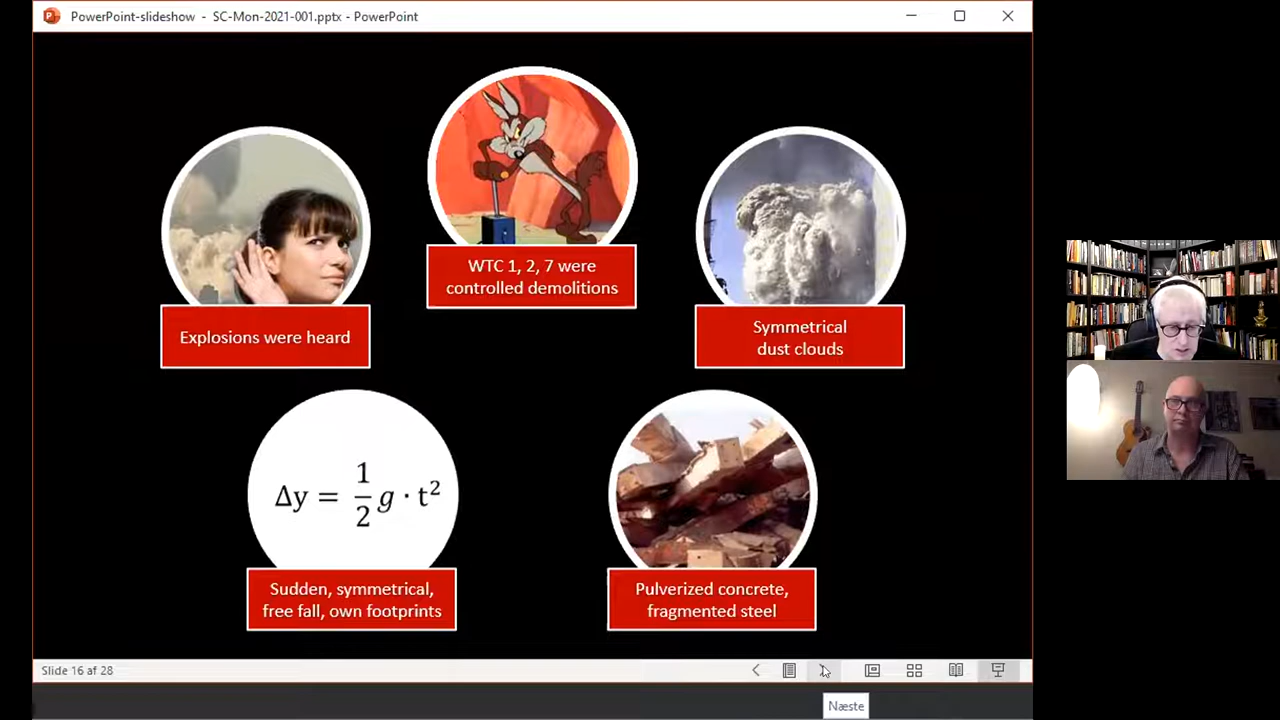 PowerPoint-slideshow - SC-Mon-2021-001.pptx - PowerPoint
WTC 1, 2, 7 were
controlled demolitions
Explosions were heard
Symmetrical
dust clouds
Δy = 1/2 g · t²
Sudden, symmetrical,
free fall, own footprints
Pulverized concrete,
fragmented steel
Slide 16 af 28
Næste